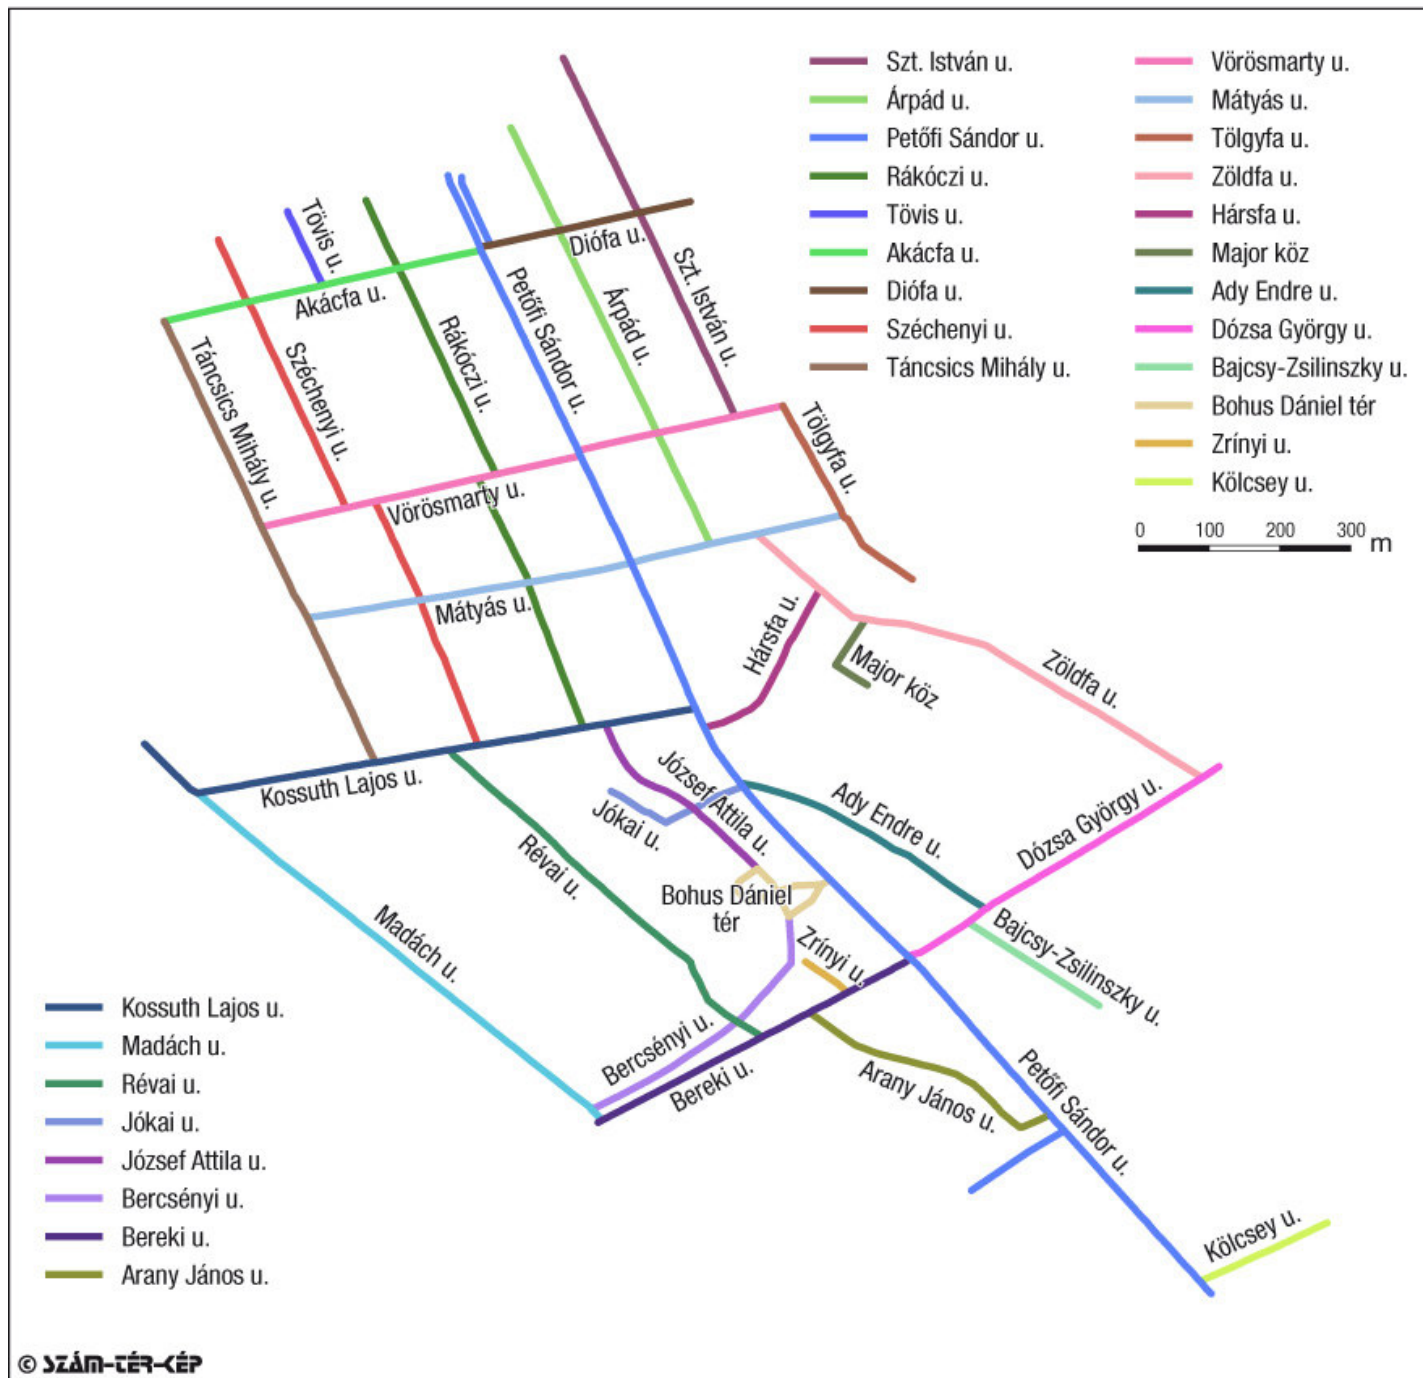 Szt. István u.
Árpád u.
Petőfi Sándor u.
Rákóczi u.
Tövis u.
Akácfa u.
Diófa u.
Széchenyi u.
Táncsics Mihály u.
Vörösmarty u.
Mátyás u.
Tölgyfa u.
Zöldfa u.
Hársfa u.
Major köz
Ady Endre u.
Dózsa György u.
Bajcsy-Zsilinszky u.
Bohus Dániel tér
Zrínyi u.
Kölcsey u.
0 100 200 300 m
Tövis u.
Diófa u.
Szt. István u.
Akácfa u.
Petőfi Sándor u.
Árpád u.
Rákóczi u.
Széchenyi u.
Táncsics Mihály u.
Tölgyfa u.
Vörösmarty u.
Mátyás u.
Hársfa u.
Major köz
Zöldfa u.
Kossuth Lajos u.
József Attila u.
Jókai u.
Ady Endre u.
Dózsa György u.
Révai u.
Bohus Dániel
tér
Madách u.
Zrínyi u.
Bajcsy-Zsilinszky u.
Bercsényi u.
Bereki u.
Arany János u.
Petőfi Sándor u.
Kölcsey u.
Kossuth Lajos u.
Madách u.
Révai u.
Jókai u.
József Attila u.
Bercsényi u.
Bereki u.
Arany János u.
© SZÁM-TÉR-KÉP